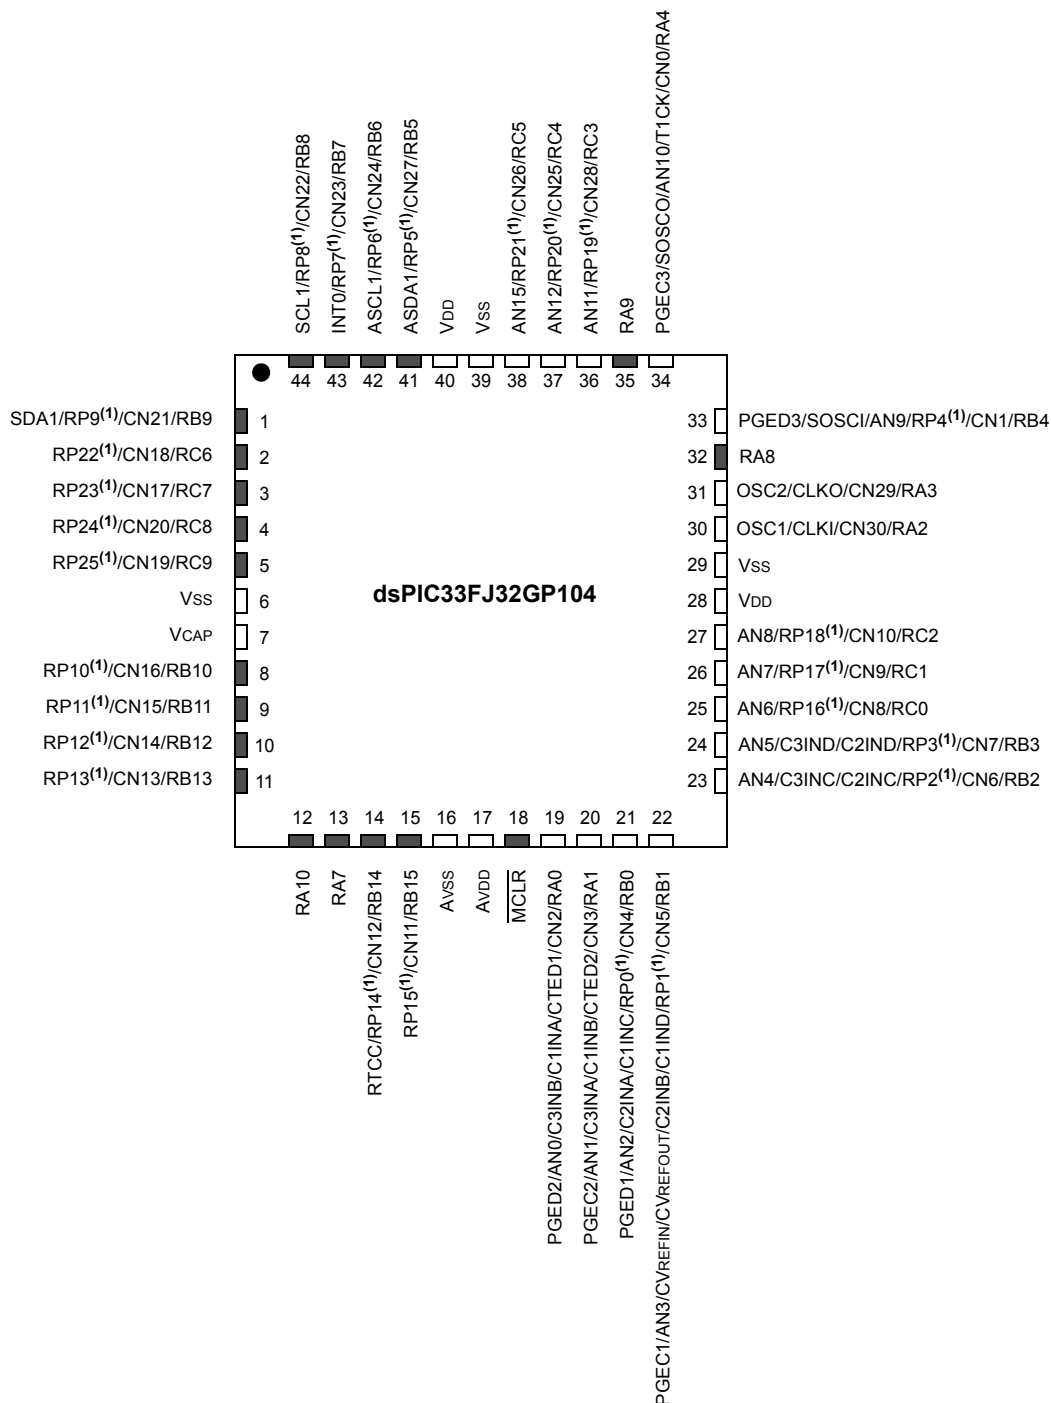 SCL1/RP8(1)/CN22/RB8
INT0/RP7(1)/CN23/RB7
ASCL1/RP6(1)/CN24/RB6
ASDA1/RP5(1)/CN27/RB5
VDD
VSS
AN15/RP21(1)/CN26/RC5
AN12/RP20(1)/CN25/RC4
AN11/RP19(1)/CN28/RC3
RA9
PGEC3/SOSCO/AN10/T1CK/CN0/RA4
44 43 42 41 40 39 38 37 36 35 34
SDA1/RP9(1)/CN21/RB9 1
RP22(1)/CN18/RC6 2
RP23(1)/CN17/RC7 3
RP24(1)/CN20/RC8 4
RP25(1)/CN19/RC9 5
VSS 6
VCAP 7
RP10(1)/CN16/RB10 8
RP11(1)/CN15/RB11 9
RP12(1)/CN14/RB12 10
RP13(1)/CN13/RB13 11
dsPIC33FJ32GP104
33 PGED3/SOSCI/AN9/RP4(1)/CN1/RB4
32 RA8
31 OSC2/CLKO/CN29/RA3
30 OSC1/CLKI/CN30/RA2
29 VSS
28 VDD
27 AN8/RP18(1)/CN10/RC2
26 AN7/RP17(1)/CN9/RC1
25 AN6/RP16(1)/CN8/RC0
24 AN5/C3IND/C2IND/RP3(1)/CN7/RB3
23 AN4/C3INC/C2INC/RP2(1)/CN6/RB2
12 13 14 15 16 17 18 19 20 21 22
RA10
RA7
RTCC/RP14(1)/CN12/RB14
RP15(1)/CN11/RB15
AVSS
AVDD
MCLR
PGED2/AN0/C3INB/C1INA/CTED1/CN2/RA0
PGEC2/AN1/C3INA/C1INB/CTED2/CN3/RA1
PGED1/AN2/C2INA/C1INC/RP0(1)/CN4/RB0
PGEC1/AN3/CVREFIN/CVREFOUT/C2INB/C1IND/RP1(1)/CN5/RB1